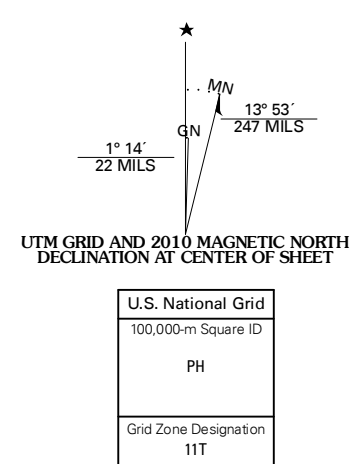 ★
MN
GN
13° 53´
247 MILS
1° 14´
22 MILS
UTM GRID AND 2010 MAGNETIC NORTH
DECLINATION AT CENTER OF SHEET
U.S. National Grid
100,000-m Square ID
PH
Grid Zone Designation
11T